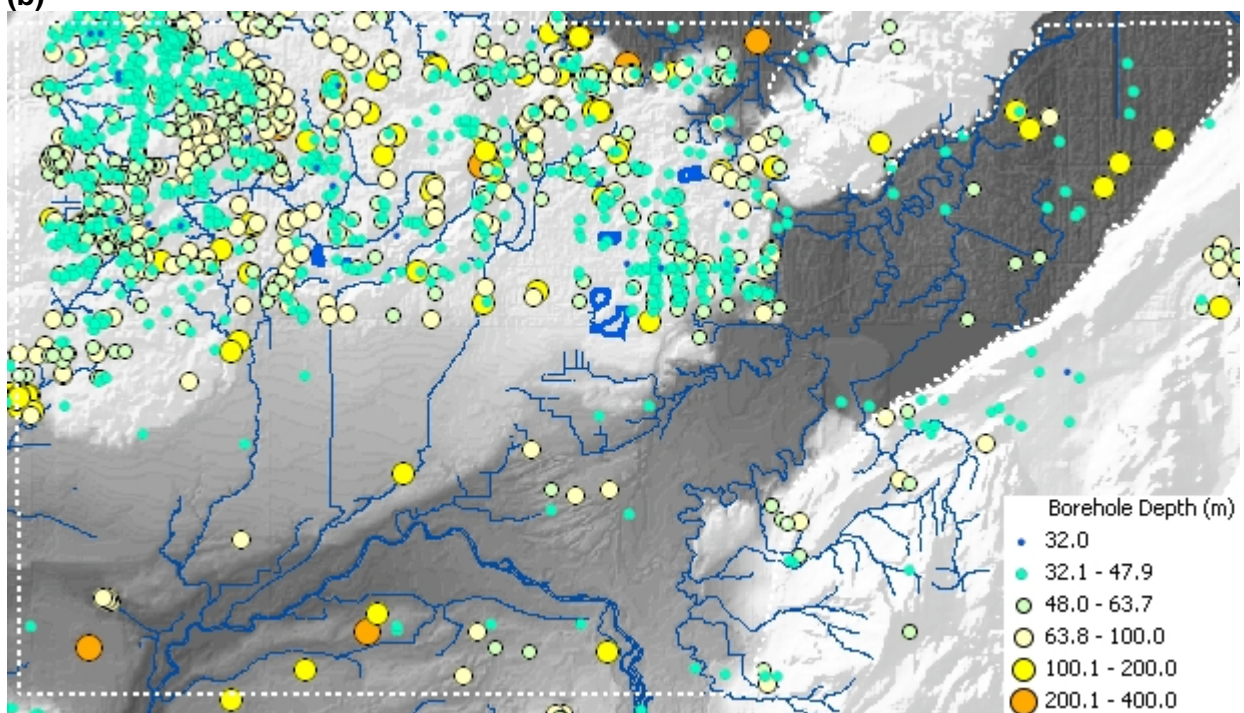 (b)
Borehole Depth (m)
32.0
32.1 - 47.9
48.0 - 63.7
63.8 - 100.0
100.1 - 200.0
200.1 - 400.0